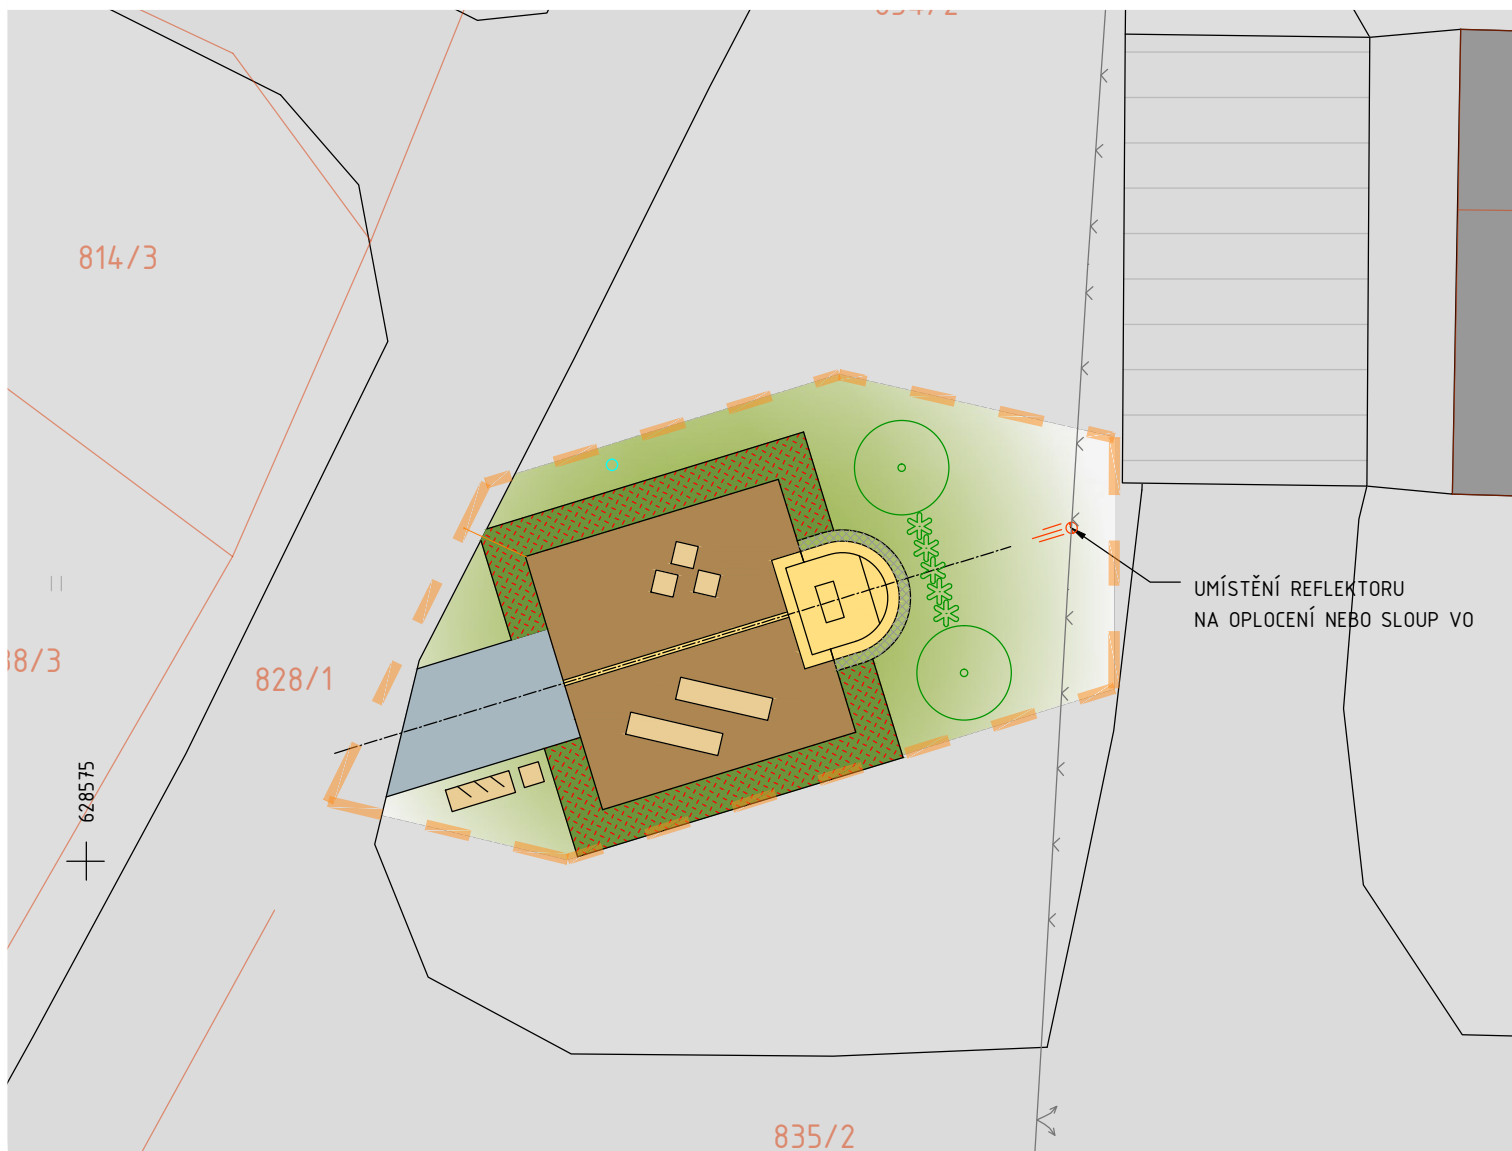 814/3
828/1
628575
UMÍSTĚNÍ REFLEKTORU
NA OPLOCENÍ NEBO SLOUP VO
835/2